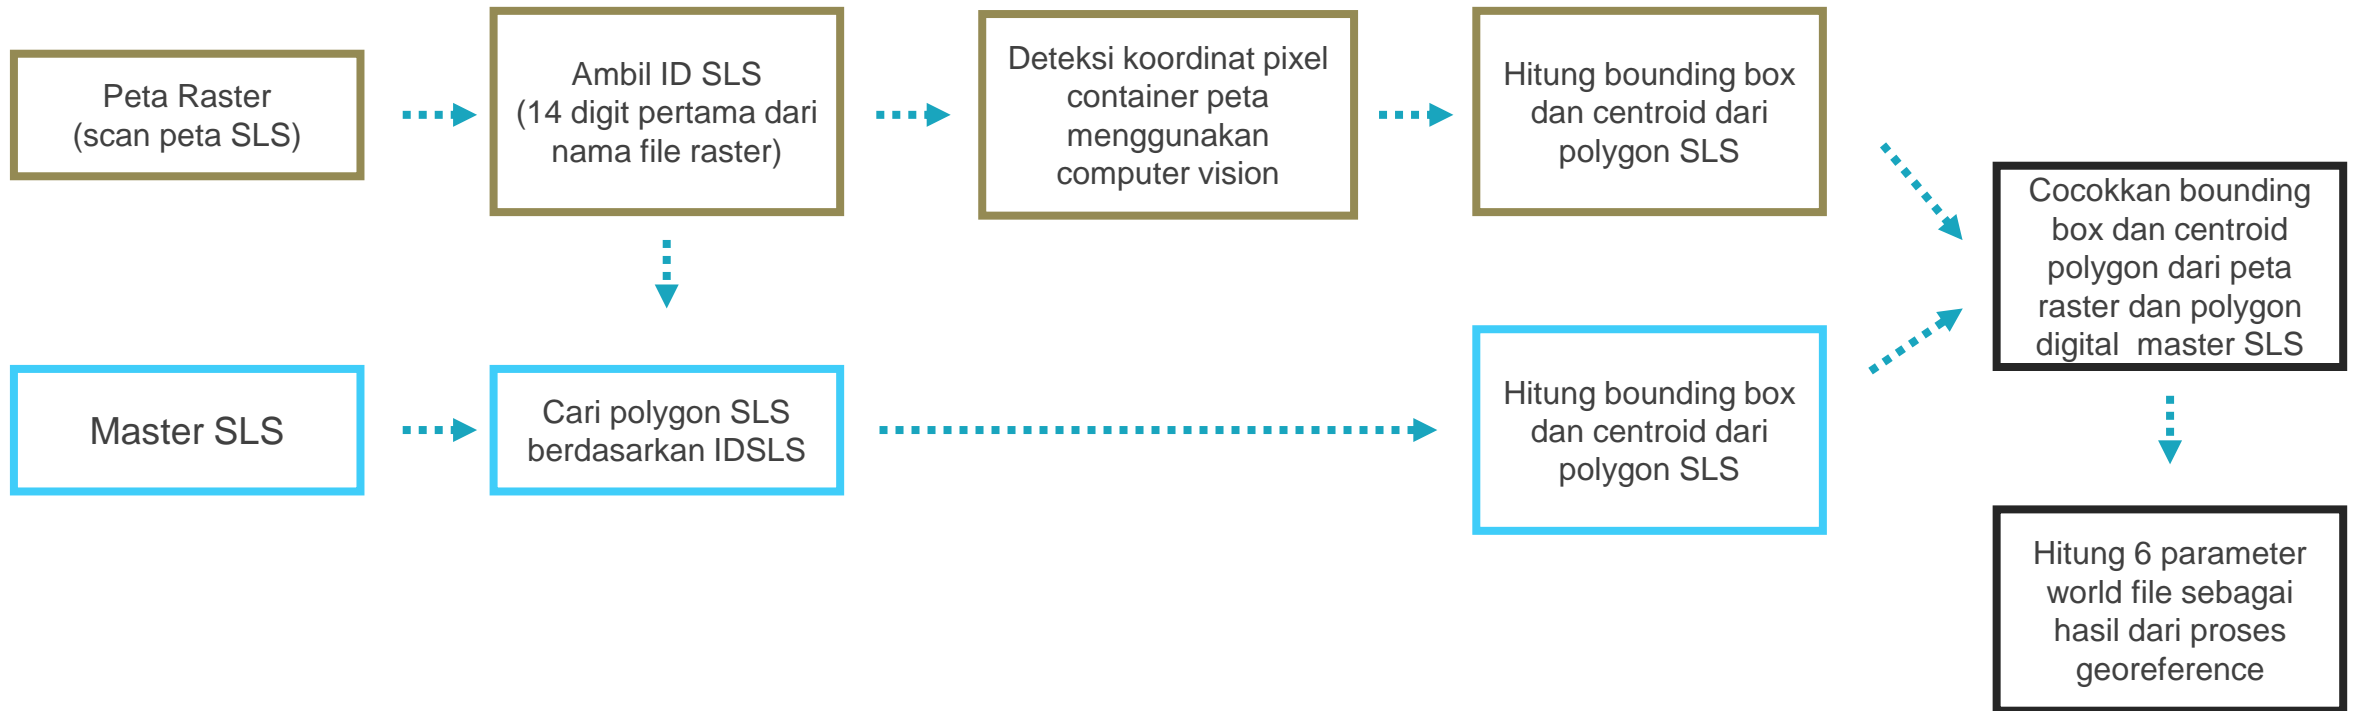 Peta Raster
(scan peta SLS)
Ambil ID SLS
(14 digit pertama dari
nama file raster)
Deteksi koordinat pixel
container peta
menggunakan
computer vision
Hitung bounding box
dan centroid dari
polygon SLS
Cocokkan bounding
box dan centroid
polygon dari peta
raster dan polygon
digital  master SLS
Master SLS
Cari polygon SLS
berdasarkan IDSLS
Hitung bounding box
dan centroid dari
polygon SLS
Hitung 6 parameter
world file sebagai
hasil dari proses
georeference